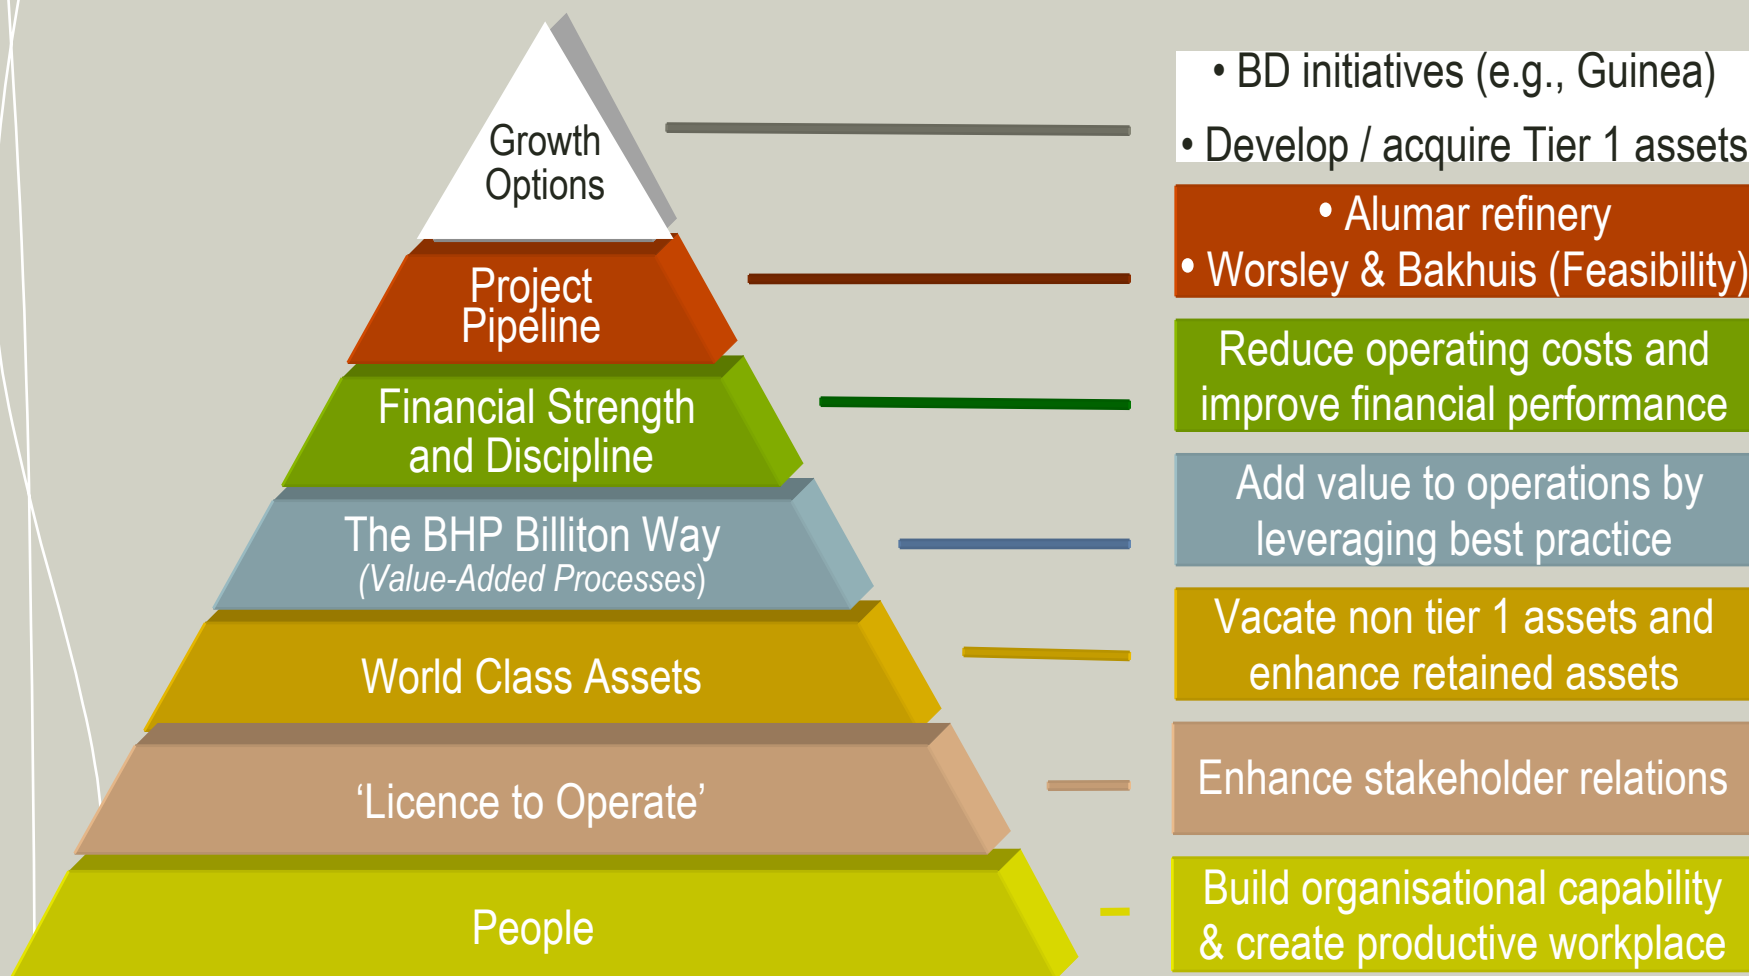 Growth
Options
• BD initiatives (e.g., Guinea)
• Develop / acquire Tier 1 assets
Project
Pipeline
• Alumar refinery
• Worsley & Bakhuis (Feasibility)
Financial Strength
and Discipline
Reduce operating costs and
improve financial performance
The BHP Billiton Way
(Value-Added Processes)
Add value to operations by
leveraging best practice
World Class Assets
Vacate non tier 1 assets and
enhance retained assets
‘Licence to Operate’
Enhance stakeholder relations
People
Build organisational capability
& create productive workplace